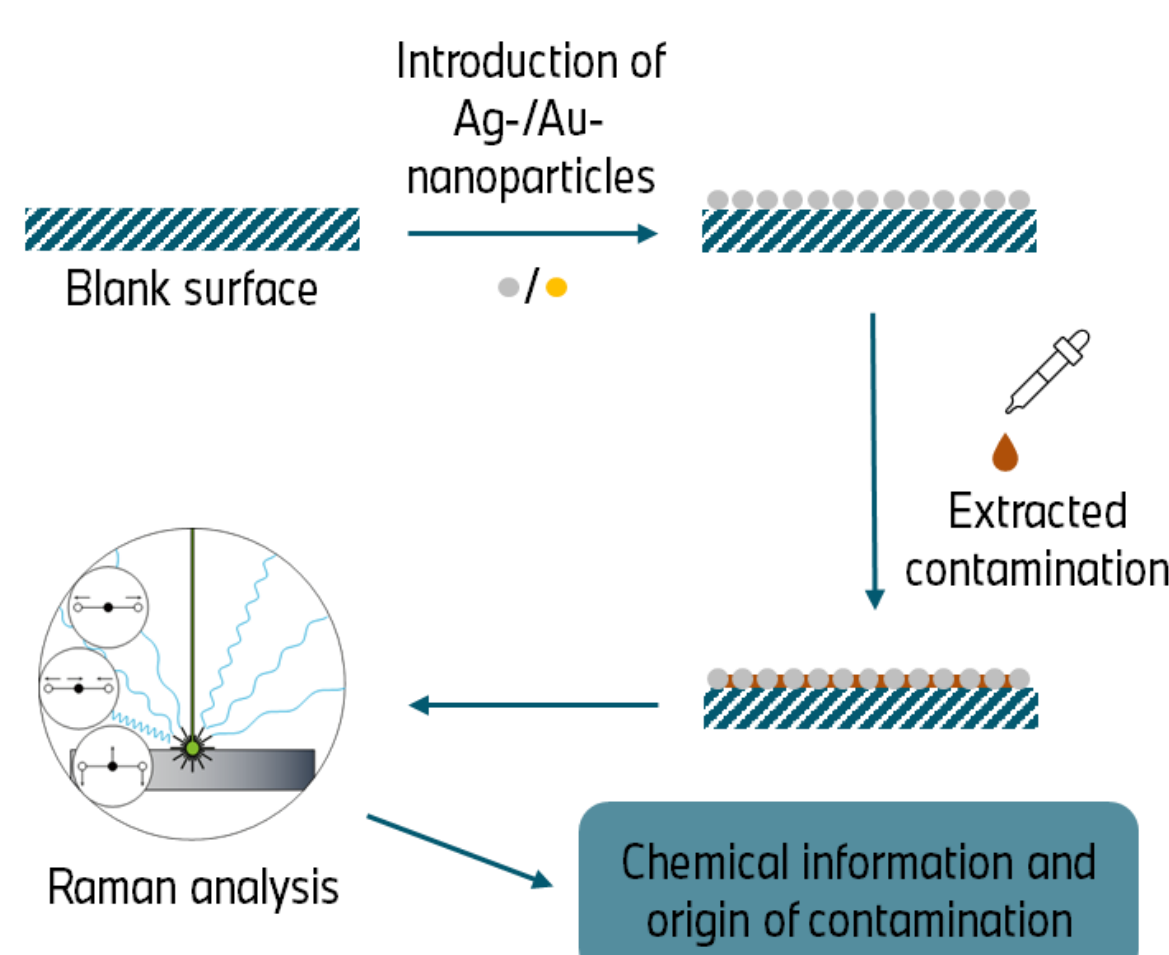 Introduction of
Ag-/Au-
nanoparticles
Blank surface
/
Extracted
contamination
Raman analysis
Chemical information and
origin of contamination